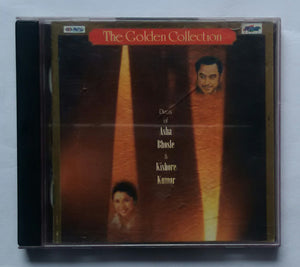 The Golden Collection
Duets
of
Asha
Bhosle
&
Kishore
Kumar